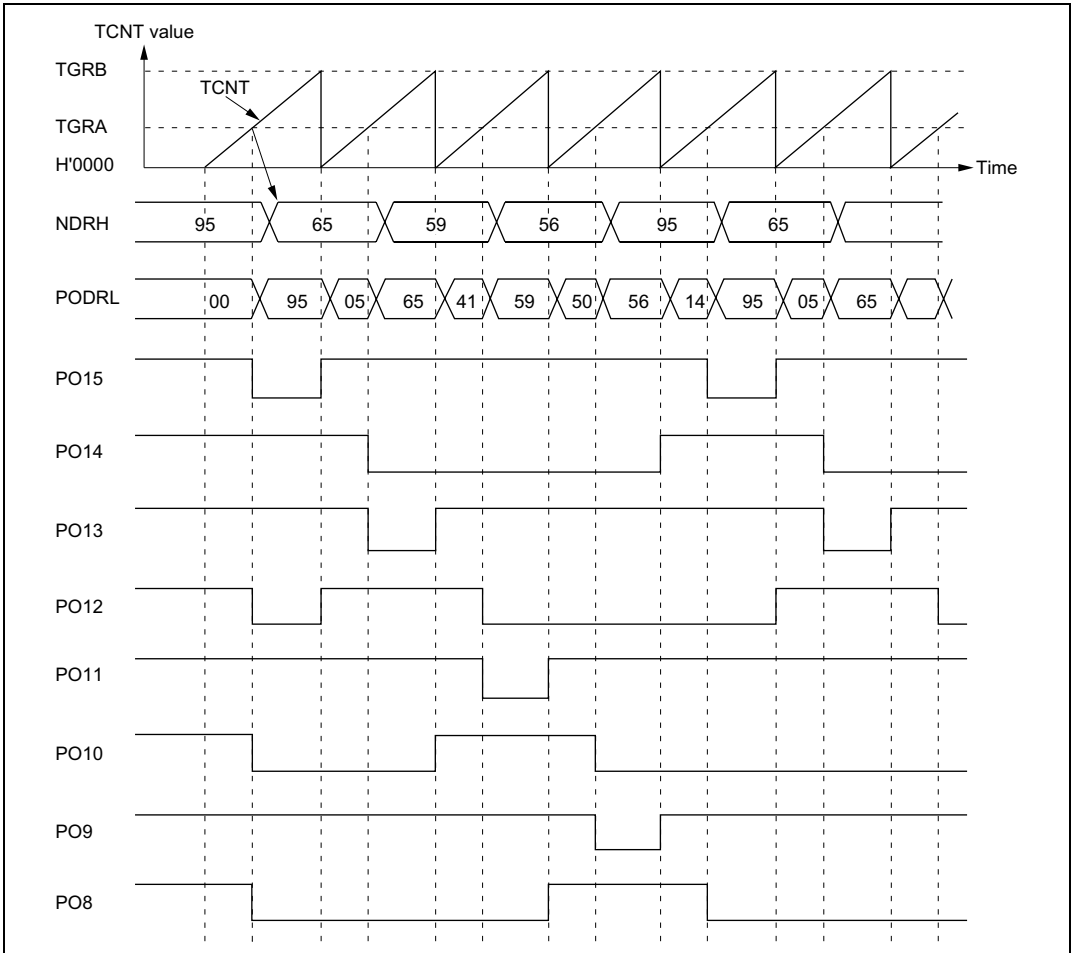 TCNT value
TGRB
TCNT
TGRA
H'0000
Time
NDRH
95 65 59 56 95 65
PODRL
00 95 05 65 41 59 50 56 14 95 05 65
PO15
PO14
PO13
PO12
PO11
PO10
PO9
PO8